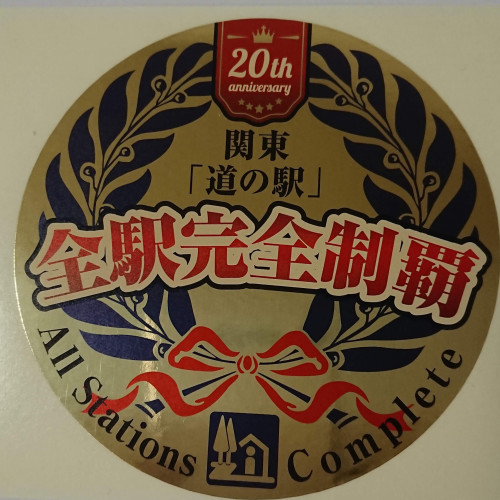 20th
anniversary
関東
「道の駅」
全駅完全制覇
All Stations Complete